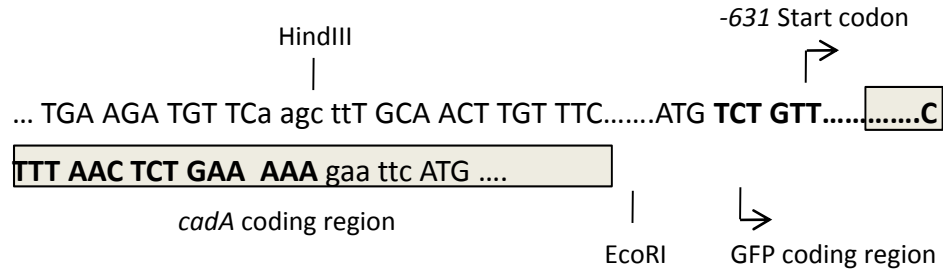 -631 Start codon
HindIII
... TGA AGA TGT TCa agc ttT GCA ACT TGT TTC.......ATG TCT GTT.............C
TTT AAC TCT GAA AAA gaa ttc ATG ....
cadA coding region
EcoRI GFP coding region